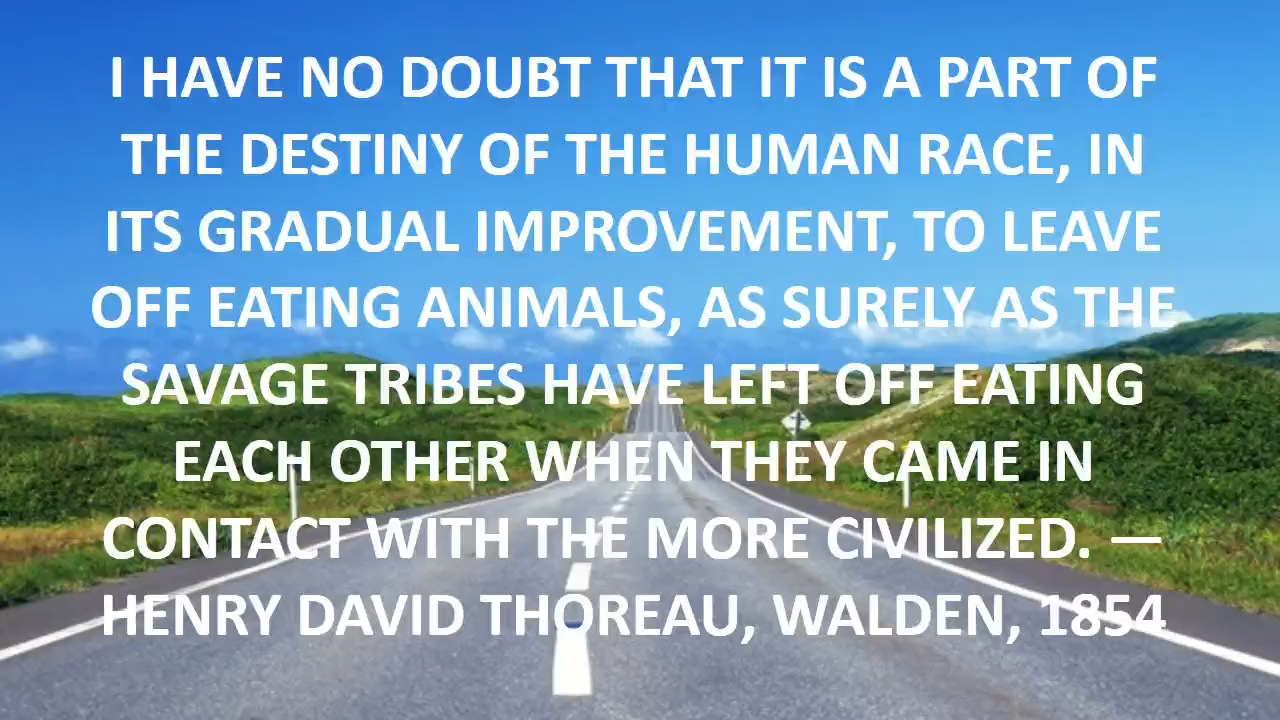 I HAVE NO DOUBT THAT IT IS A PART OF
THE DESTINY OF THE HUMAN RACE, IN
ITS GRADUAL IMPROVEMENT, TO LEAVE
OFF EATING ANIMALS, AS SURELY AS THE
SAVAGE TRIBES HAVE LEFT OFF EATING
EACH OTHER WHEN THEY CAME IN
CONTACT WITH THE MORE CIVILIZED. —
HENRY DAVID THOREAU, WALDEN, 1854